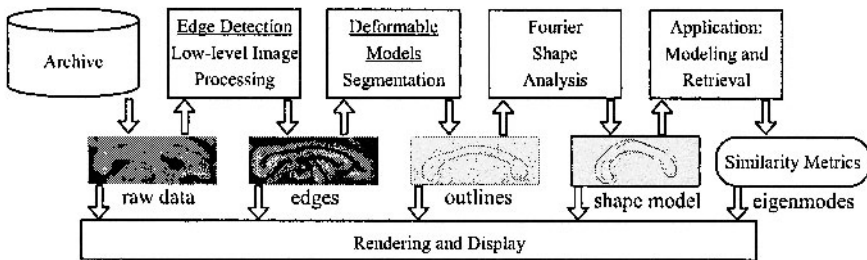 Archive
Edge Detection
Low-level Image
Processing
Deformable
Models
Segmentation
Fourier
Shape
Analysis
Application:
Modeling and
Retrieval
Similarity Metrics
raw data
edges
outlines
shape model
eigenmodes
Rendering and Display